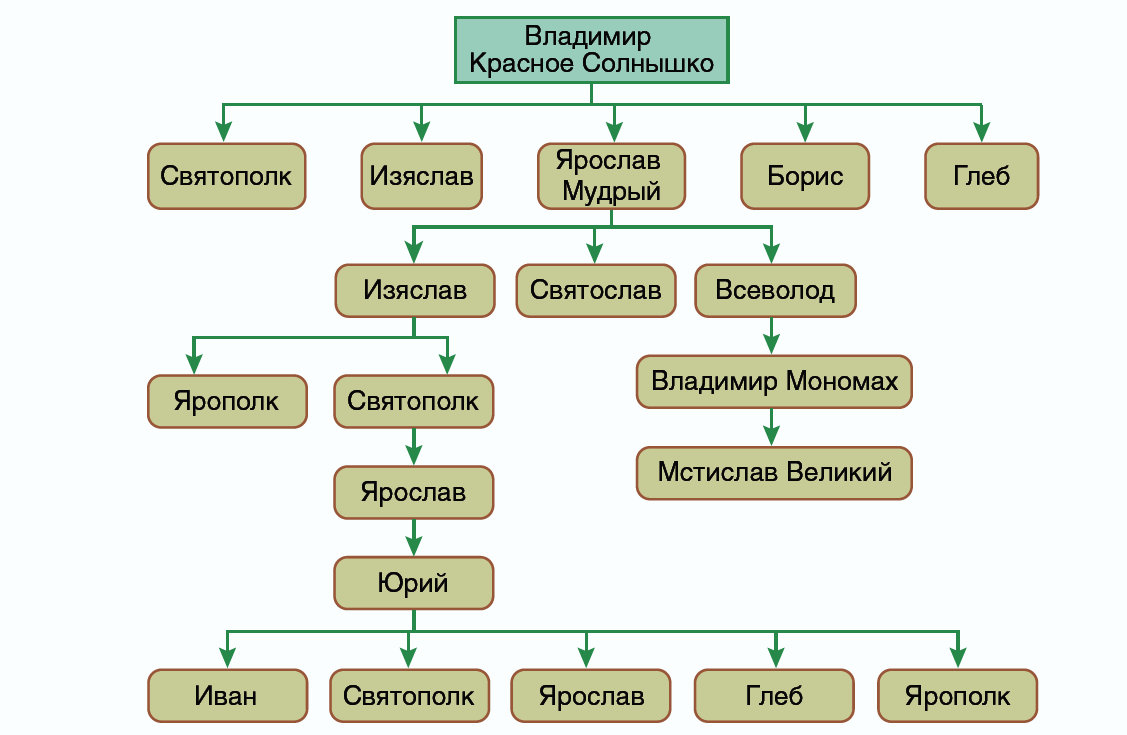 Владимир
Красное Солнышко
Святополк
Изяслав
Ярослав
Мудрый
Борис
Глеб
Изяслав
Святослав
Всеволод
Владимир Мономах
Ярополк
Святополк
Мстислав Великий
Ярослав
Юрий
Иван
Святополк
Ярослав
Глеб
Ярополк